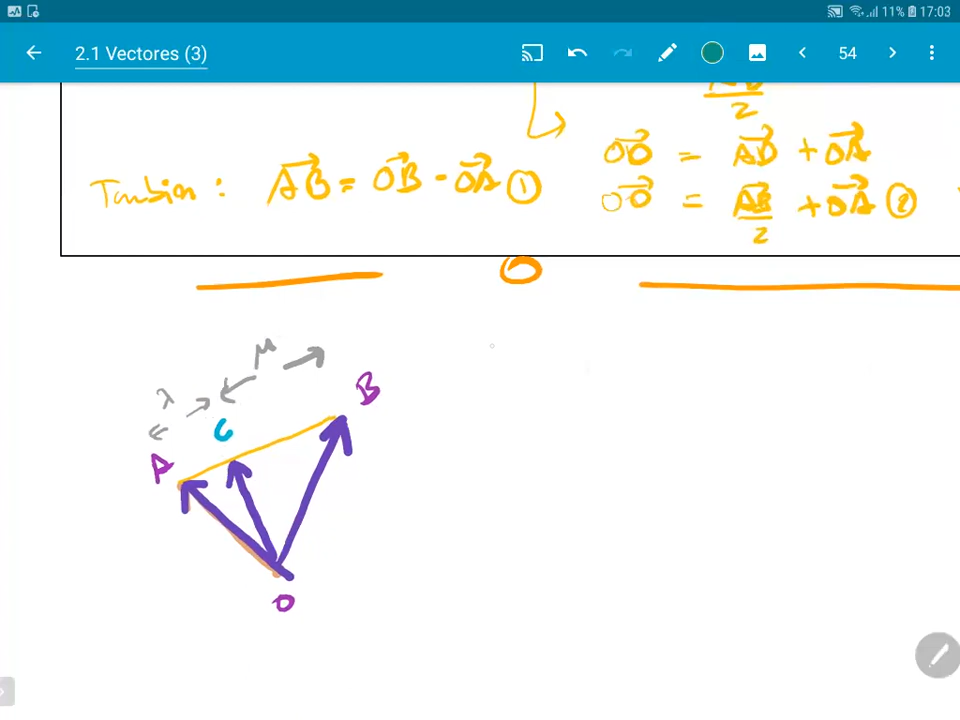 11% 17:03
2.1 Vectores (3) 54
2
OD = AD + OA
Tambien : AB = OB - OA ①
OD = AB/2 + OA ②
μ
λ
B
C
A
O